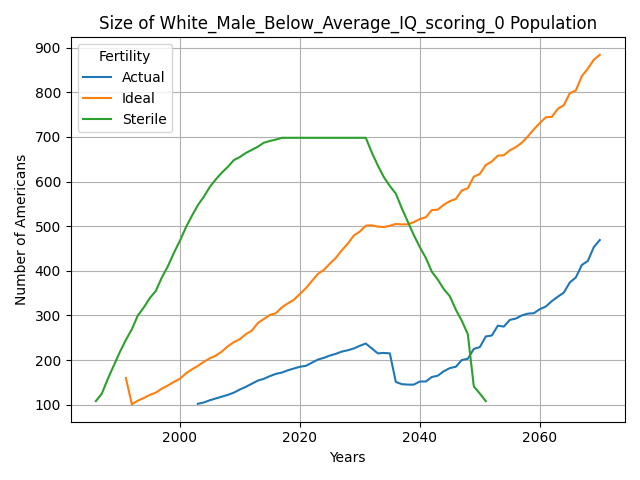 Size of White_Male_Below_Average_IQ_scoring_0 Population
Number of Americans
900
800
700
600
500
400
300
200
100
Fertility
Actual
Ideal
Sterile
2000
2020
2040
2060
Years